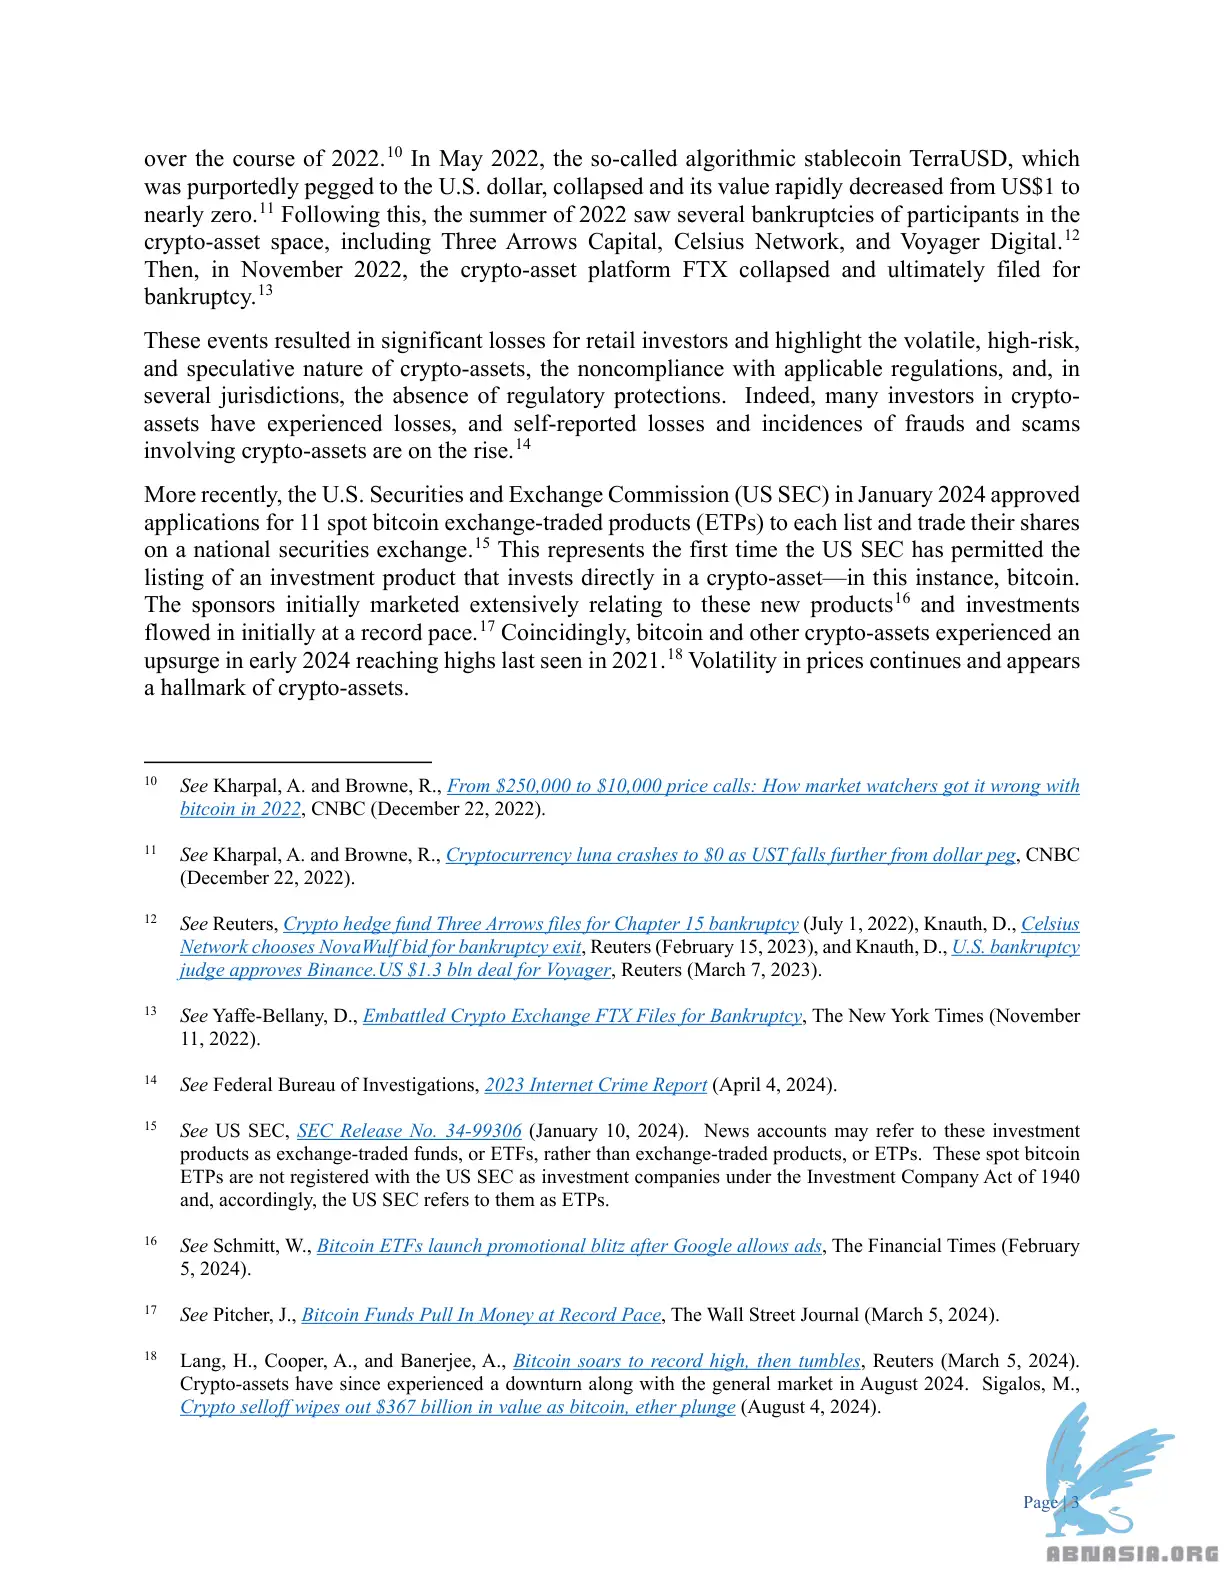 over the course of 2022.10 In May 2022, the so-called algorithmic stablecoin TerraUSD, which
was purportedly pegged to the U.S. dollar, collapsed and its value rapidly decreased from US$1 to
nearly zero.11 Following this, the summer of 2022 saw several bankruptcies of participants in the
crypto-asset space, including Three Arrows Capital, Celsius Network, and Voyager Digital.12
Then, in November 2022, the crypto-asset platform FTX collapsed and ultimately filed for
bankruptcy.13
These events resulted in significant losses for retail investors and highlight the volatile, high-risk,
and speculative nature of crypto-assets, the noncompliance with applicable regulations, and, in
several jurisdictions, the absence of regulatory protections. Indeed, many investors in crypto-
assets have experienced losses, and self-reported losses and incidences of frauds and scams
involving crypto-assets are on the rise.14
More recently, the U.S. Securities and Exchange Commission (US SEC) in January 2024 approved
applications for 11 spot bitcoin exchange-traded products (ETPs) to each list and trade their shares
on a national securities exchange.15 This represents the first time the US SEC has permitted the
listing of an investment product that invests directly in a crypto-asset—in this instance, bitcoin.
The sponsors initially marketed extensively relating to these new products16 and investments
flowed in initially at a record pace.17 Coincidingly, bitcoin and other crypto-assets experienced an
upsurge in early 2024 reaching highs last seen in 2021.18 Volatility in prices continues and appears
a hallmark of crypto-assets.
10 See Kharpal, A. and Browne, R., From $250,000 to $10,000 price calls: How market watchers got it wrong with
bitcoin in 2022, CNBC (December 22, 2022).
11 See Kharpal, A. and Browne, R., Cryptocurrency luna crashes to $0 as UST falls further from dollar peg, CNBC
(December 22, 2022).
12 See Reuters, Crypto hedge fund Three Arrows files for Chapter 15 bankruptcy (July 1, 2022), Knauth, D., Celsius
Network chooses NovaWulf bid for bankruptcy exit, Reuters (February 15, 2023), and Knauth, D., U.S. bankruptcy
judge approves Binance.US $1.3 bln deal for Voyager, Reuters (March 7, 2023).
13 See Yaffe-Bellany, D., Embattled Crypto Exchange FTX Files for Bankruptcy, The New York Times (November
11, 2022).
14 See Federal Bureau of Investigations, 2023 Internet Crime Report (April 4, 2024).
15 See US SEC, SEC Release No. 34-99306 (January 10, 2024). News accounts may refer to these investment
products as exchange-traded funds, or ETFs, rather than exchange-traded products, or ETPs. These spot bitcoin
ETPs are not registered with the US SEC as investment companies under the Investment Company Act of 1940
and, accordingly, the US SEC refers to them as ETPs.
16 See Schmitt, W., Bitcoin ETFs launch promotional blitz after Google allows ads, The Financial Times (February
5, 2024).
17 See Pitcher, J., Bitcoin Funds Pull In Money at Record Pace, The Wall Street Journal (March 5, 2024).
18 Lang, H., Cooper, A., and Banerjee, A., Bitcoin soars to record high, then tumbles, Reuters (March 5, 2024).
Crypto-assets have since experienced a downturn along with the general market in August 2024. Sigalos, M.,
Crypto selloff wipes out $367 billion in value as bitcoin, ether plunge (August 4, 2024).
Page | 3
ABNASIA.ORG